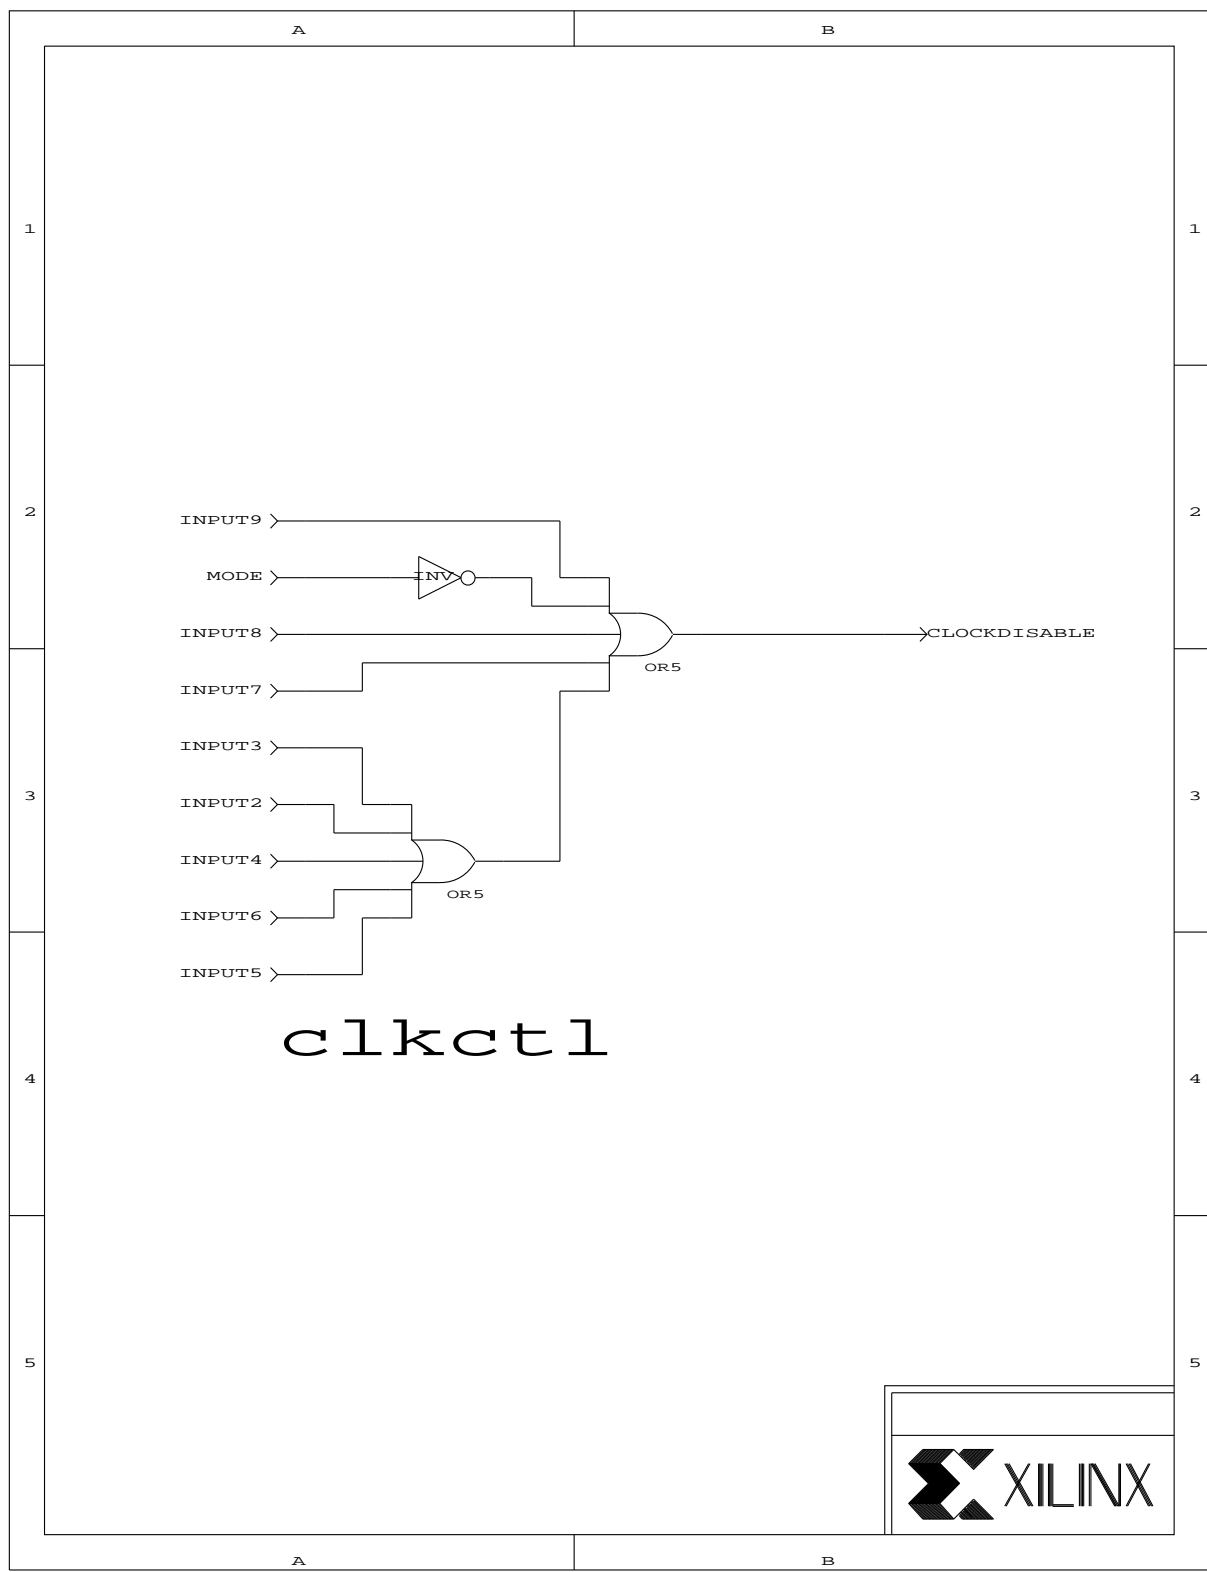 A B
1 1
2 2
INPUT9
MODE INV
INPUT8 CLOCKDISABLE
OR5
INPUT7
INPUT3
3 3
INPUT2
INPUT4
OR5
INPUT6
INPUT5
clkctl
4 4
5 5
XILINX
A B